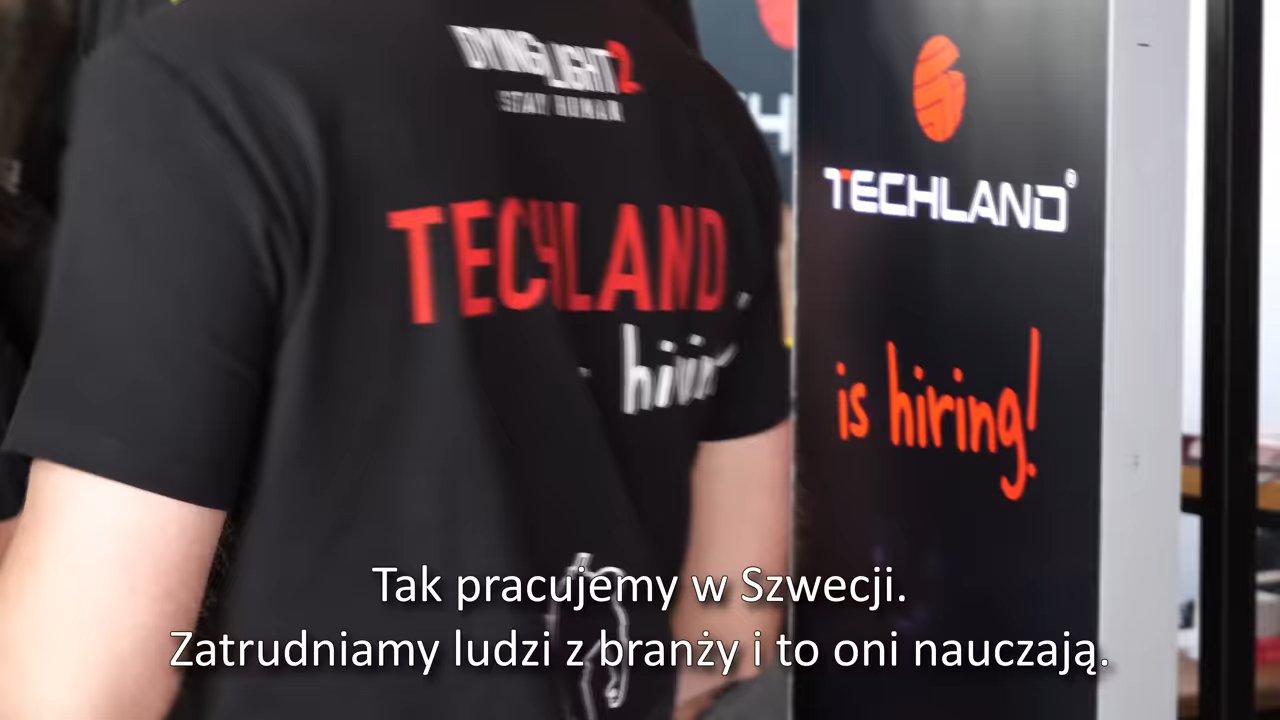 DYING LIGHT 2
STAY HUMAN
TECHLAND
TECHLAND®
is hiring!
Tak pracujemy w Szwecji.
Zatrudniamy ludzi z branży i to oni nauczają.